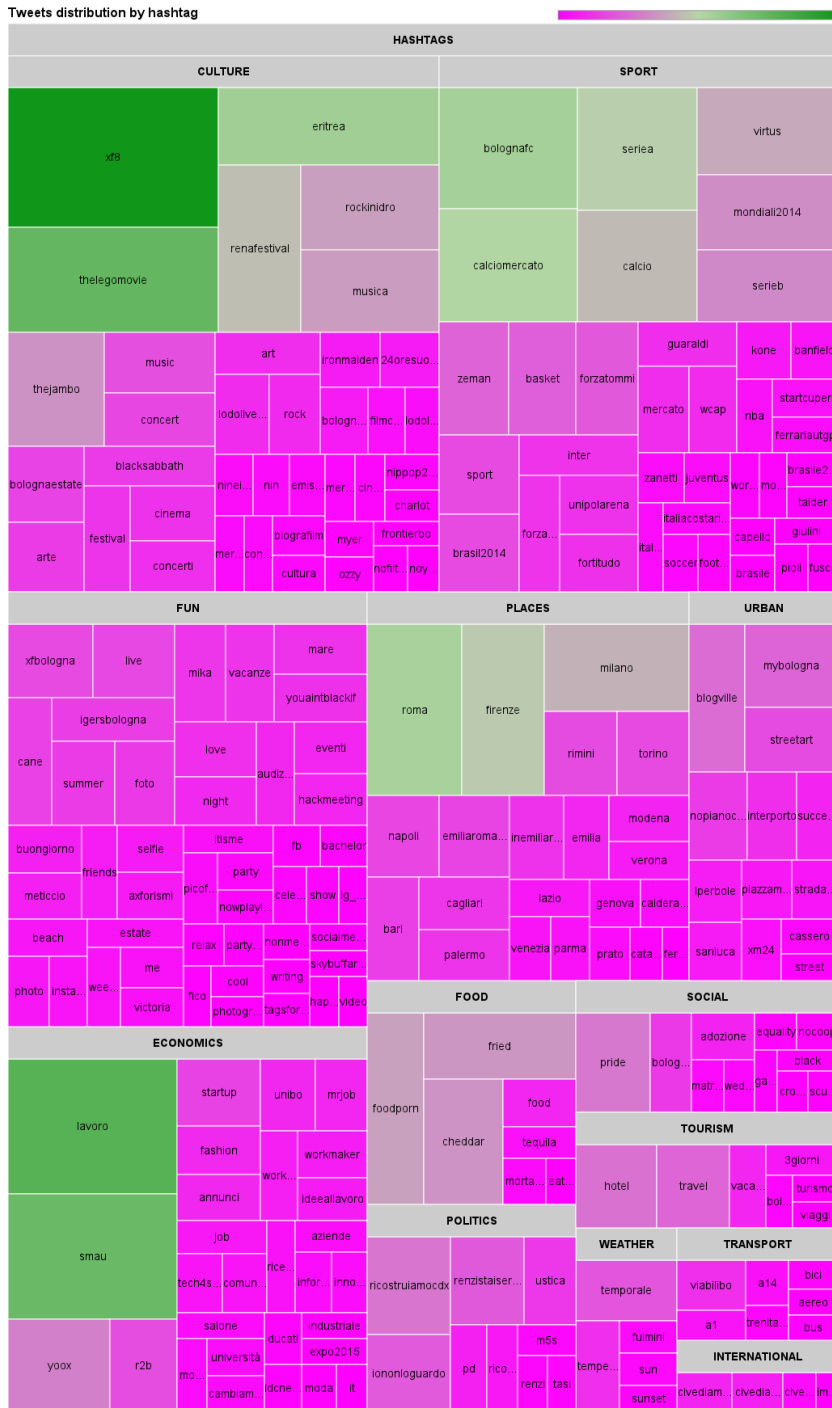 Tweets distribution by hashtag
HASHTAGS
CULTURE
xf8
eritrea
thelegomovie
renafestival
rockinidro
musica
thejambo
music
concert
art
ironmaiden
24oresuo...
lodolive...
rock
bologn...
filmc...
lodol...
bolognaestate
blacksabbath
arte
festival
cinema
concerti
ninei...
nin
emis...
mer...
cin...
nippop2...
charlot
mer...
con...
biografilm
cultura
myer
ozzy
frontierbo
nofilt...
noy...
SPORT
bolognafc
seriea
virtus
calciomercato
calcio
mondiali2014
serieb
zeman
basket
forzatommi
guaraldi
kone
banfield
mercato
wcap
nba
startcuper
ferrariautgp
sport
inter
brasil2014
forza...
unipolarena
fortitudo
zanetti
juventus
wor...
mo...
brasile2
taider
ital...
italiacostari...
soccer
foot...
capello
brasile
giulini
pioli
fusco
FUN
xfbologna
live
mika
vacanze
mare
youaintblackif
cane
igersbologna
summer
foto
love
night
audiz...
eventi
hackmeeting
buongiorno
meticcio
friends
selfie
axforismi
itisme
picof...
party
nowplayi...
fb
bachelor
cele...
show
ig_...
beach
estate
photo
insta...
wee...
me
victoria
relax
party...
nonme...
socialme...
skybuffar...
fico
cool
photogr...
writing
tagsfor...
hap...
video
PLACES
roma
firenze
milano
rimini
torino
napoli
emiliaroma...
inemiliar...
emilia
modena
verona
bari
cagliari
palermo
lazio
venezia
parma
genova
caldera...
prato
cata...
fer...
URBAN
blogville
mybologna
streetart
nopianoc...
interporto
succe...
iperbole
piazzam...
strada...
sanluca
xm24
cassero
street
ECONOMICS
lavoro
smau
yoox
r2b
startup
fashion
annunci
unibo
mrjob
work...
workmaker
ideeallavoro
job
tech4s...
comun...
rice...
aziende
infor...
inno...
salone
mo...
università
cambiam...
ducati
idcne...
industriale
expo2015
moda
it
FOOD
foodporn
fried
cheddar
food
tequila
morta...
eat...
POLITICS
ricostruiamocdx
iononloguardo
renzistaiser...
ustica
pd
rico...
m5s
renzi
tasi
SOCIAL
pride
bolog...
adozione
matr...
wed...
equality
nocoop
ga...
black
cro...
scu...
TOURISM
hotel
travel
vaca...
3giorni
bol...
turismo
viaggi
WEATHER
temporale
tempe...
fulmini
sun
sunset
TRANSPORT
viabilibo
a1
a14
trenita...
bici
aereo
bus
INTERNATIONAL
civediam...
civedia...
cive...
im